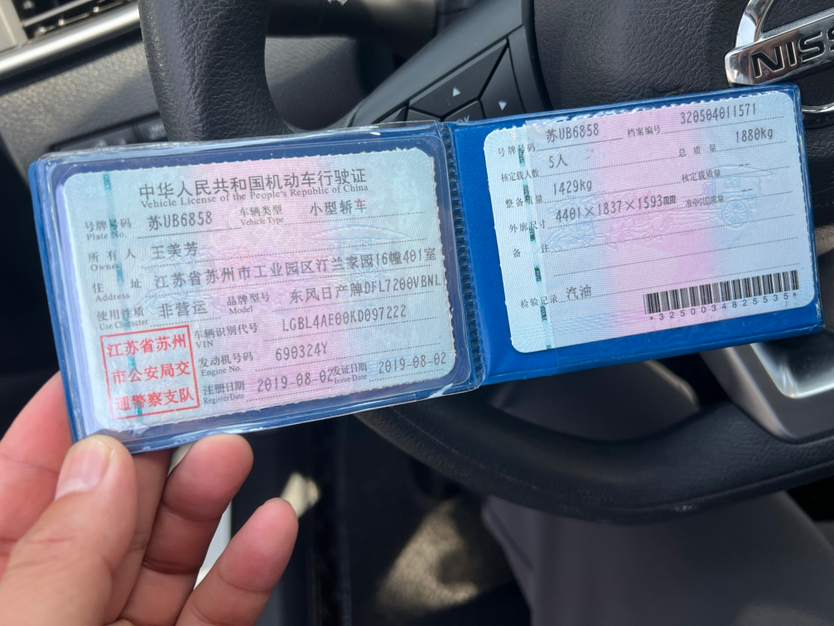 中华人民共和国机动车行驶证
Vehicle License of the People's Republic of China
号牌号码 Plate No. 苏UB6858 车辆类型 Vehicle Type 小型轿车
所有人 Owner 王美芳
住址 Address 江苏省苏州市工业园区汀兰家园16幢401室
使用性质 Use Character 非营运 品牌型号 Model 东风日产牌DFL7200VBNL
江苏省苏州
市公安局交
通警察支队
车辆识别代号 VIN LGBL4AE00KD097222
发动机号码 Engine No. 690324Y
注册日期 Register Date 2019-08-02 发证日期 Issue Date 2019-08-02
号牌号码 苏UB6858 档案编号 320504011571
核定载人数 5人 总质量 1880kg
整备质量 1429kg 核定载质量
外廓尺寸 4401×1837×1593mm 准牵引总质量
备注
检验记录 汽油
*3250034825535*
NISS
OK